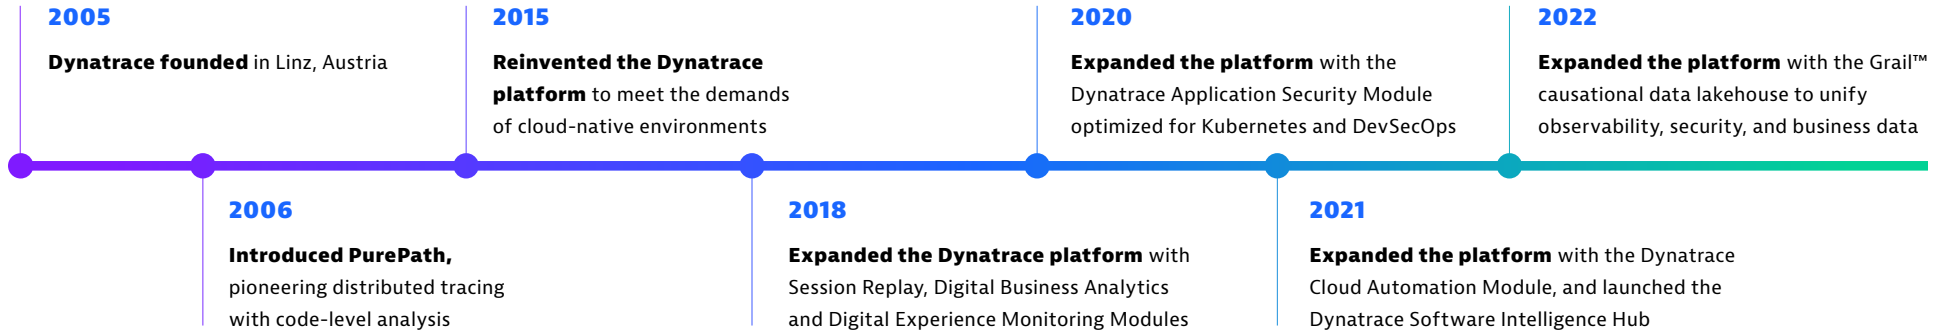 2005
Dynatrace founded in Linz, Austria
2006
Introduced PurePath,
pioneering distributed tracing
with code-level analysis
2015
Reinvented the Dynatrace
platform to meet the demands
of cloud-native environments
2018
Expanded the Dynatrace platform with
Session Replay, Digital Business Analytics
and Digital Experience Monitoring Modules
2020
Expanded the platform with the
Dynatrace Application Security Module
optimized for Kubernetes and DevSecOps
2021
Expanded the platform with the Dynatrace
Cloud Automation Module, and launched the
Dynatrace Software Intelligence Hub
2022
Expanded the platform with the Grail™
causational data lakehouse to unify
observability, security, and business data